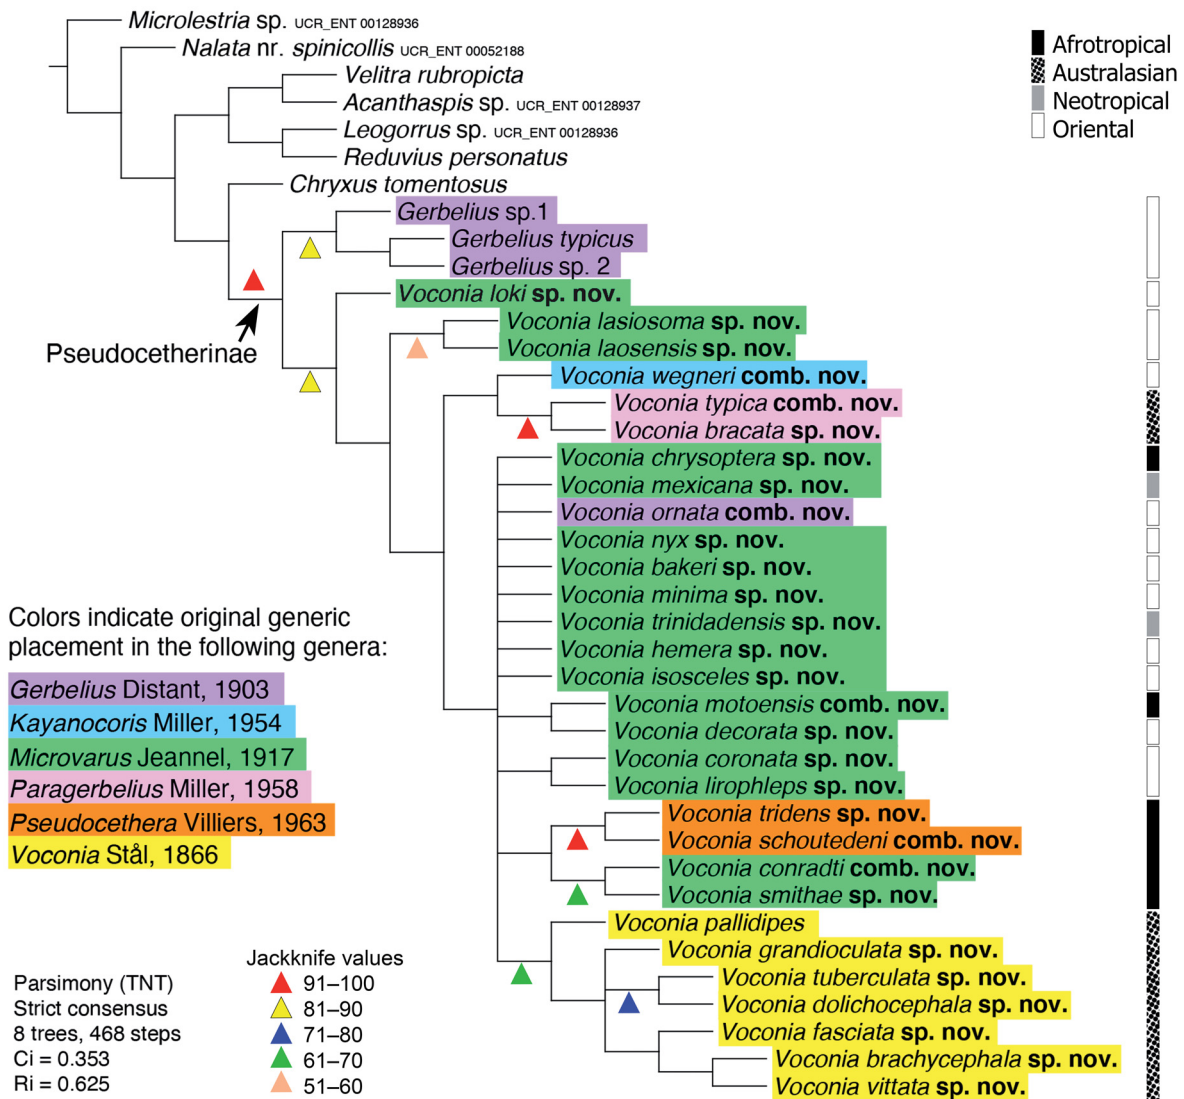 Microlestria sp. UCR_ENT 00128936
Nalata nr. spinicollis UCR_ENT 00052188
Velitra rubropicta
Acanthaspis sp. UCR_ENT 00128937
Leogorrus sp. UCR_ENT 00128936
Reduvius personatus
Chryxus tomentosus
Gerbelius sp.1
Gerbelius typicus
Gerbelius sp. 2
Voconia loki sp. nov.
Voconia lasiosoma sp. nov.
Voconia laosensis sp. nov.
Voconia wegneri comb. nov.
Voconia typica comb. nov.
Voconia bracata sp. nov.
Voconia chrysoptera sp. nov.
Voconia mexicana sp. nov.
Voconia ornata comb. nov.
Voconia nyx sp. nov.
Voconia bakeri sp. nov.
Voconia minima sp. nov.
Voconia trinidadensis sp. nov.
Voconia hemera sp. nov.
Voconia isosceles sp. nov.
Voconia motoensis comb. nov.
Voconia decorata sp. nov.
Voconia coronata sp. nov.
Voconia lirophleps sp. nov.
Voconia tridens sp. nov.
Voconia schoutedeni comb. nov.
Voconia conradti comb. nov.
Voconia smithae sp. nov.
Voconia pallidipes
Voconia grandioculata sp. nov.
Voconia tuberculata sp. nov.
Voconia dolichocephala sp. nov.
Voconia fasciata sp. nov.
Voconia brachycephala sp. nov.
Voconia vittata sp. nov.
Afrotropical
Australasian
Neotropical
Oriental
Pseudocetherinae
Colors indicate original generic
placement in the following genera:
Gerbelius Distant, 1903
Kayanocoris Miller, 1954
Microvarus Jeannel, 1917
Paragerbelius Miller, 1958
Pseudocethera Villiers, 1963
Voconia Stål, 1866
Parsimony (TNT)
Strict consensus
8 trees, 468 steps
Ci = 0.353
Ri = 0.625
Jackknife values
91–100
81–90
71–80
61–70
51–60